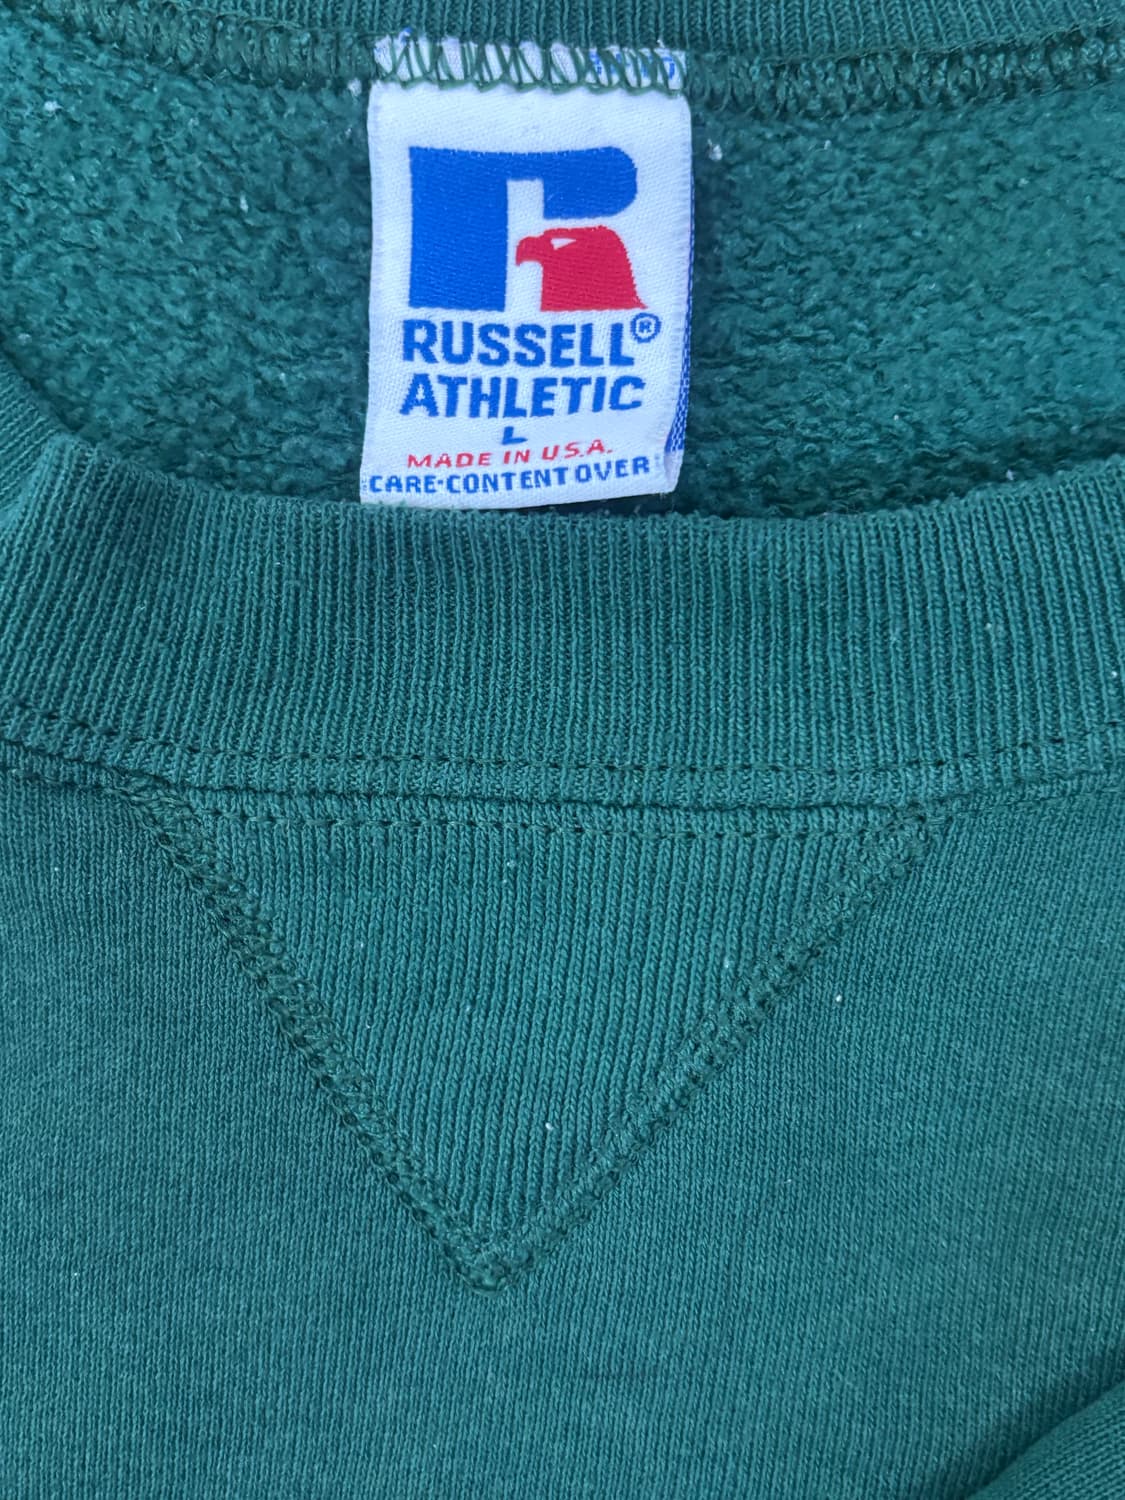 RUSSELL®
ATHLETIC
L
MADE IN U.S.A.
CARE-CONTENT OVER